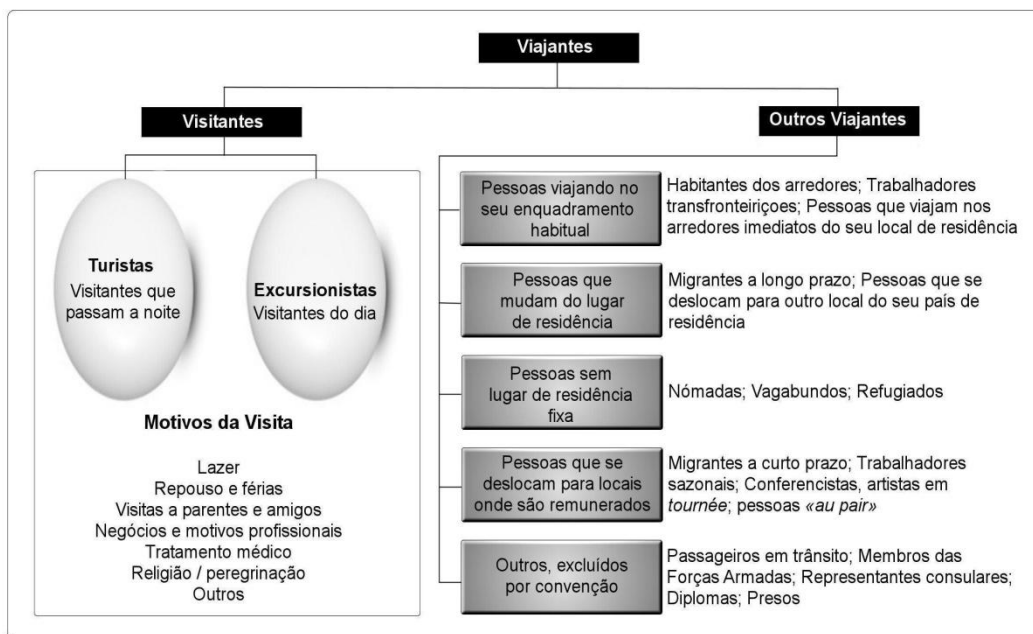 Viajantes
Visitantes
Outros Viajantes
Turistas
Visitantes que
passam a noite
Excursionistas
Visitantes do dia
Motivos da Visita
Lazer
Repouso e férias
Visitas a parentes e amigos
Negócios e motivos profissionais
Tratamento médico
Religião / peregrinação
Outros
Pessoas viajando no
seu enquadramento
habitual
Habitantes dos arredores; Trabalhadores
transfronteiriçoes; Pessoas que viajam nos
arredores imediatos do seu local de residência
Pessoas que
mudam do lugar
de residência
Migrantes a longo prazo; Pessoas que se
deslocam para outro local do seu país de
residência
Pessoas sem
lugar de residência
fixa
Nómadas; Vagabundos; Refugiados
Pessoas que se
deslocam para locais
onde são remunerados
Migrantes a curto prazo; Trabalhadores
sazonais; Conferencistas, artistas em
tournée; pessoas «au pair»
Outros, excluídos
por convenção
Passageiros em trânsito; Membros das
Forças Armadas; Representantes consulares;
Diplomas; Presos